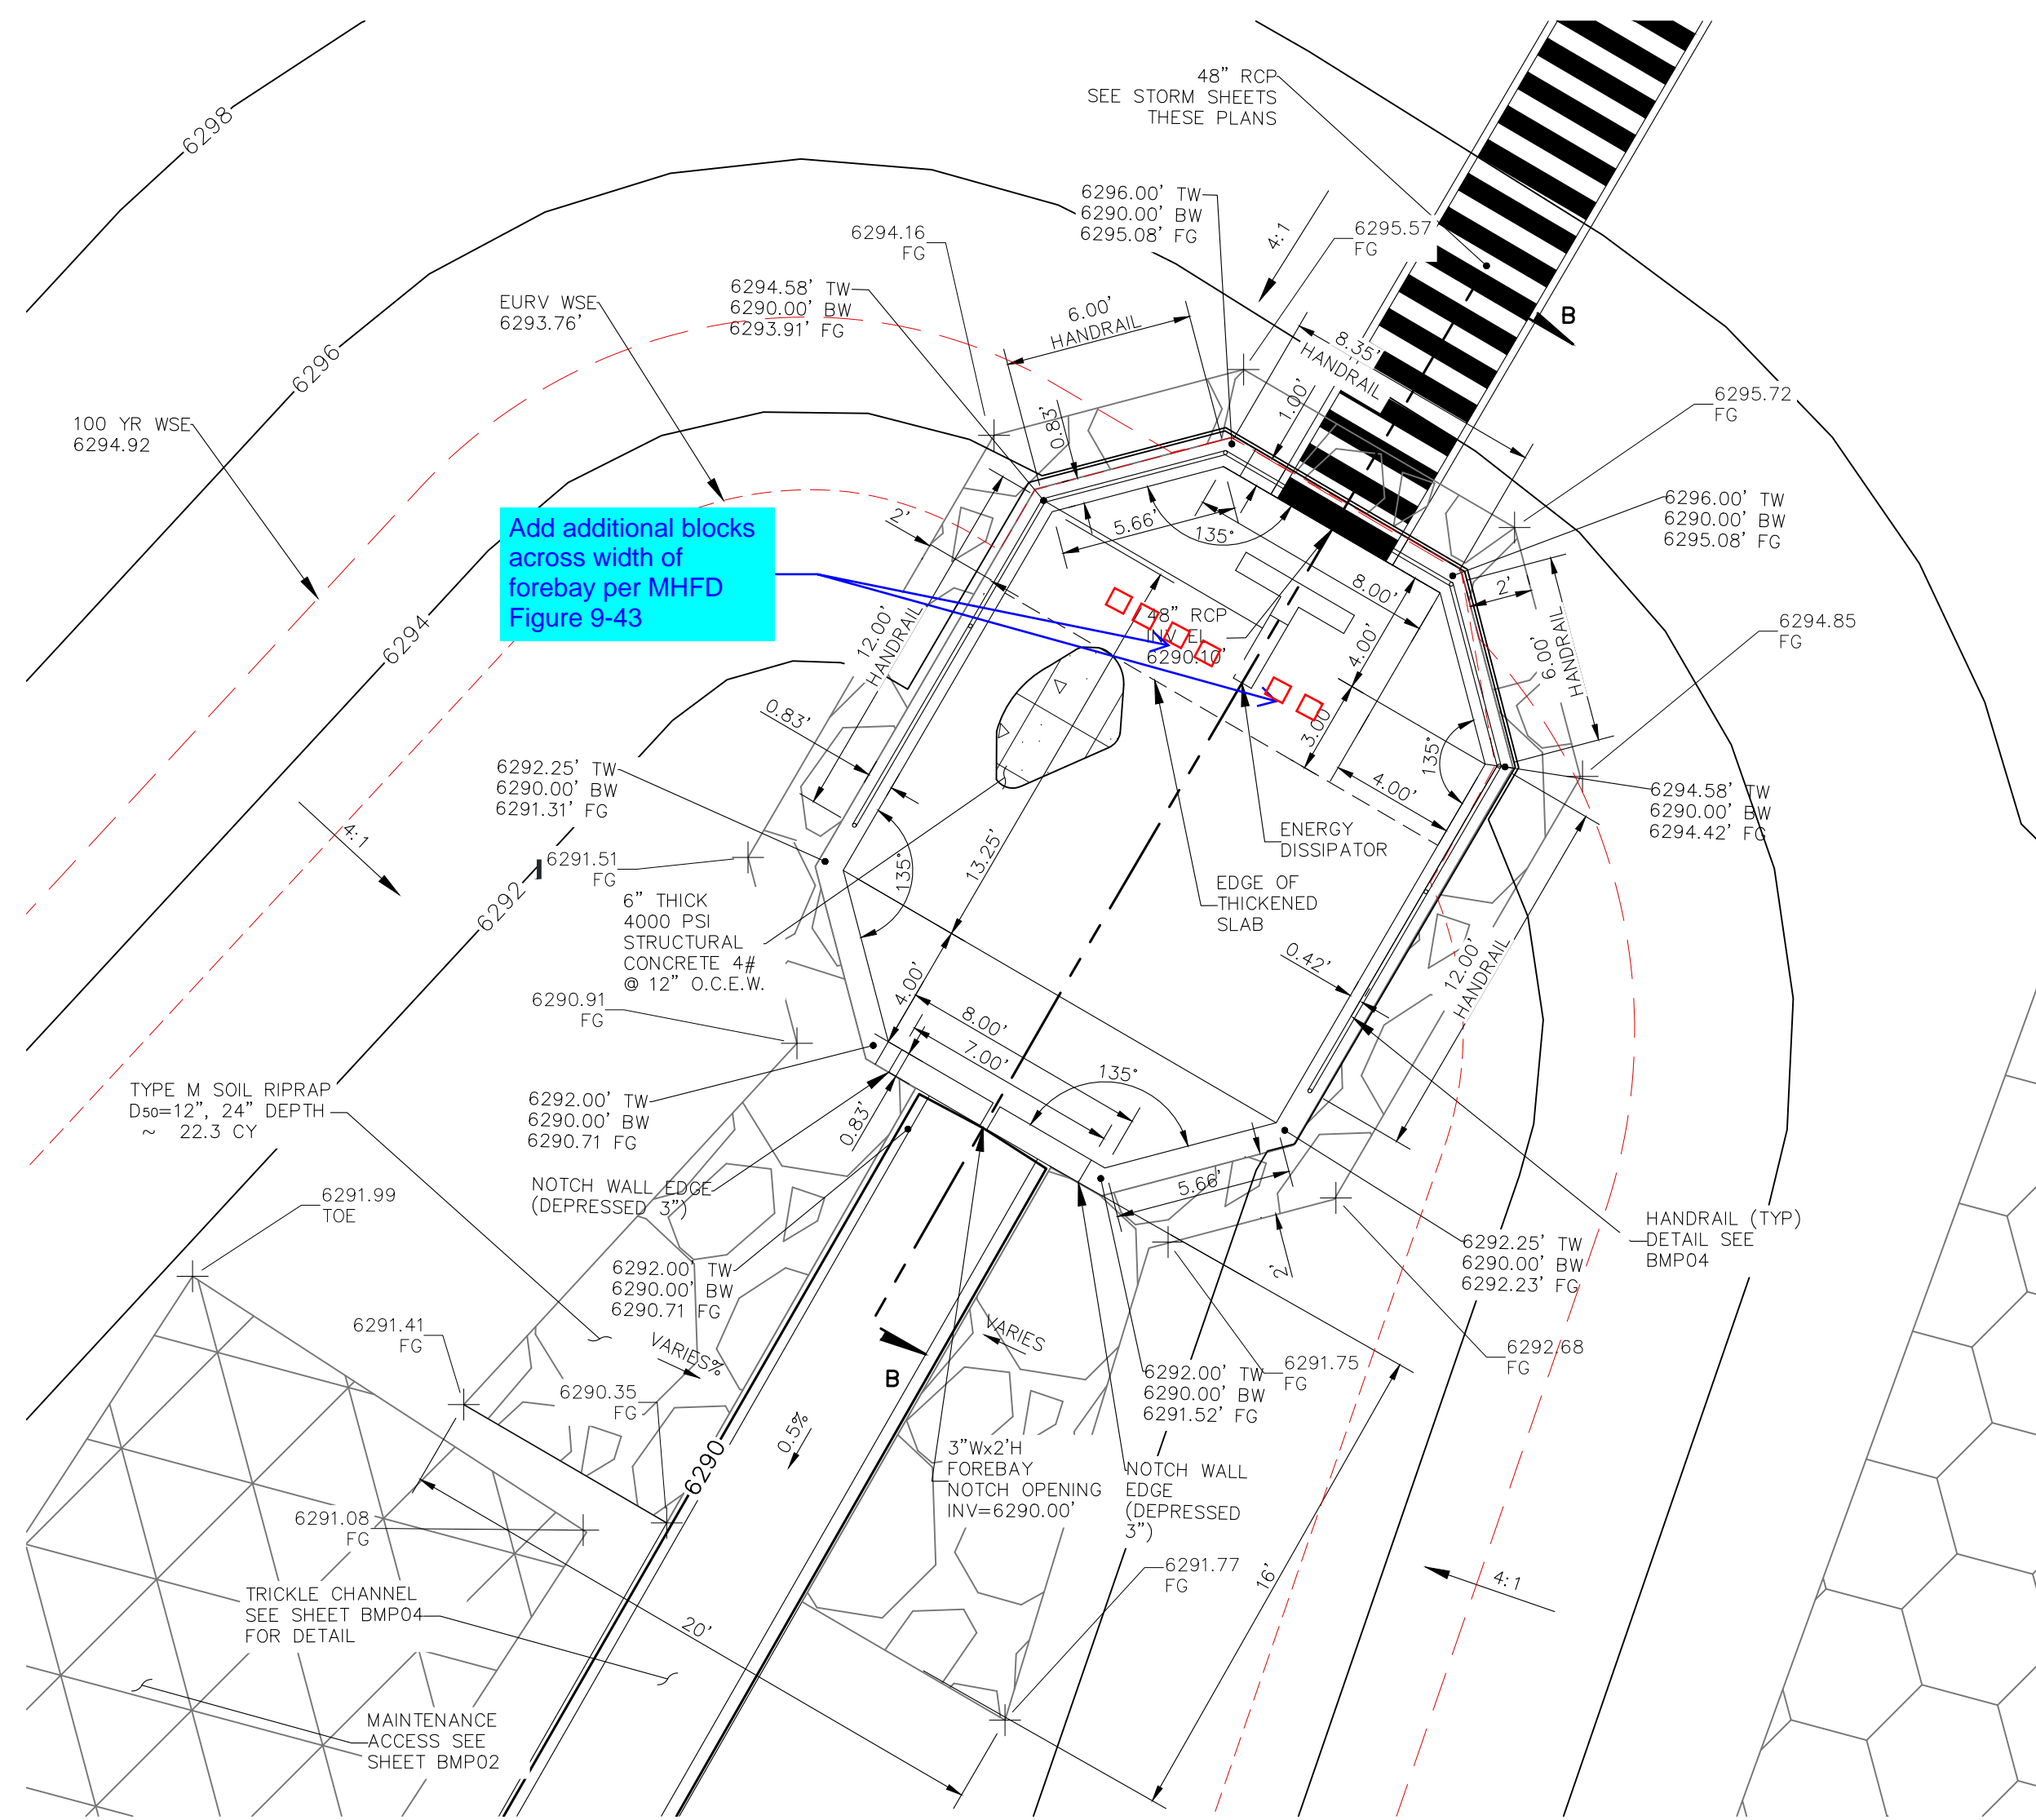 48" RCP
SEE STORM SHEETS
THESE PLANS
6298
6296.00' TW
6290.00' BW
6295.08' FG
4:1
6295.57
FG
6294.16
FG
6294.58' TW
6290.00' BW
6293.91' FG
EURV WSE
6293.76'
6.00'
HANDRAIL
B
8.35'
HANDRAIL
6296
1.00'
6295.72
FG
100 YR WSE
6294.92
0.83'
6296.00' TW
6290.00' BW
6295.08' FG
2'
5.66'
135°
Add additional blocks
across width of
forebay per MHFD
Figure 9-43
8.00'
2'
6294
12.00'
HANDRAIL
48" RCP
INV EL
6290.10'
4.00'
6.00'
HANDRAIL
6294.85
FG
0.83'
3.00'
135°
4.00'
6292.25' TW
6290.00' BW
6291.31' FG
6294.58' TW
6290.00' BW
6294.42' FG
4:1
ENERGY
DISSIPATOR
13.25'
135°
6291.51
FG
6292
EDGE OF
THICKENED
SLAB
6" THICK
4000 PSI
STRUCTURAL
CONCRETE 4#
@ 12" O.C.E.W.
0.42'
12.00'
HANDRAIL
4.00'
6290.91
FG
8.00'
7.00'
135°
TYPE M SOIL RIPRAP
D50=12", 24" DEPTH
~ 22.3 CY
6292.00' TW
6290.00' BW
6290.71 FG
0.83'
NOTCH WALL EDGE
(DEPRESSED 3")
5.66'
6291.99
TOE
HANDRAIL (TYP)
DETAIL SEE
BMP04
6292.25' TW
6290.00' BW
6292.23' FG
2'
6292.00' TW
6290.00' BW
6290.71 FG
6291.41
FG
VARIES%
VARIES
6292.68
FG
B
6292.00' TW
6290.00' BW
6291.52' FG
6291.75
FG
6290.35
FG
0.5%
6290
3"Wx2'H
FOREBAY
NOTCH OPENING
INV=6290.00'
NOTCH WALL
EDGE
(DEPRESSED
3")
6291.08
FG
6291.77
FG
16'
4:1
TRICKLE CHANNEL
SEE SHEET BMP04
FOR DETAIL
20'
MAINTENANCE
ACCESS SEE
SHEET BMP02